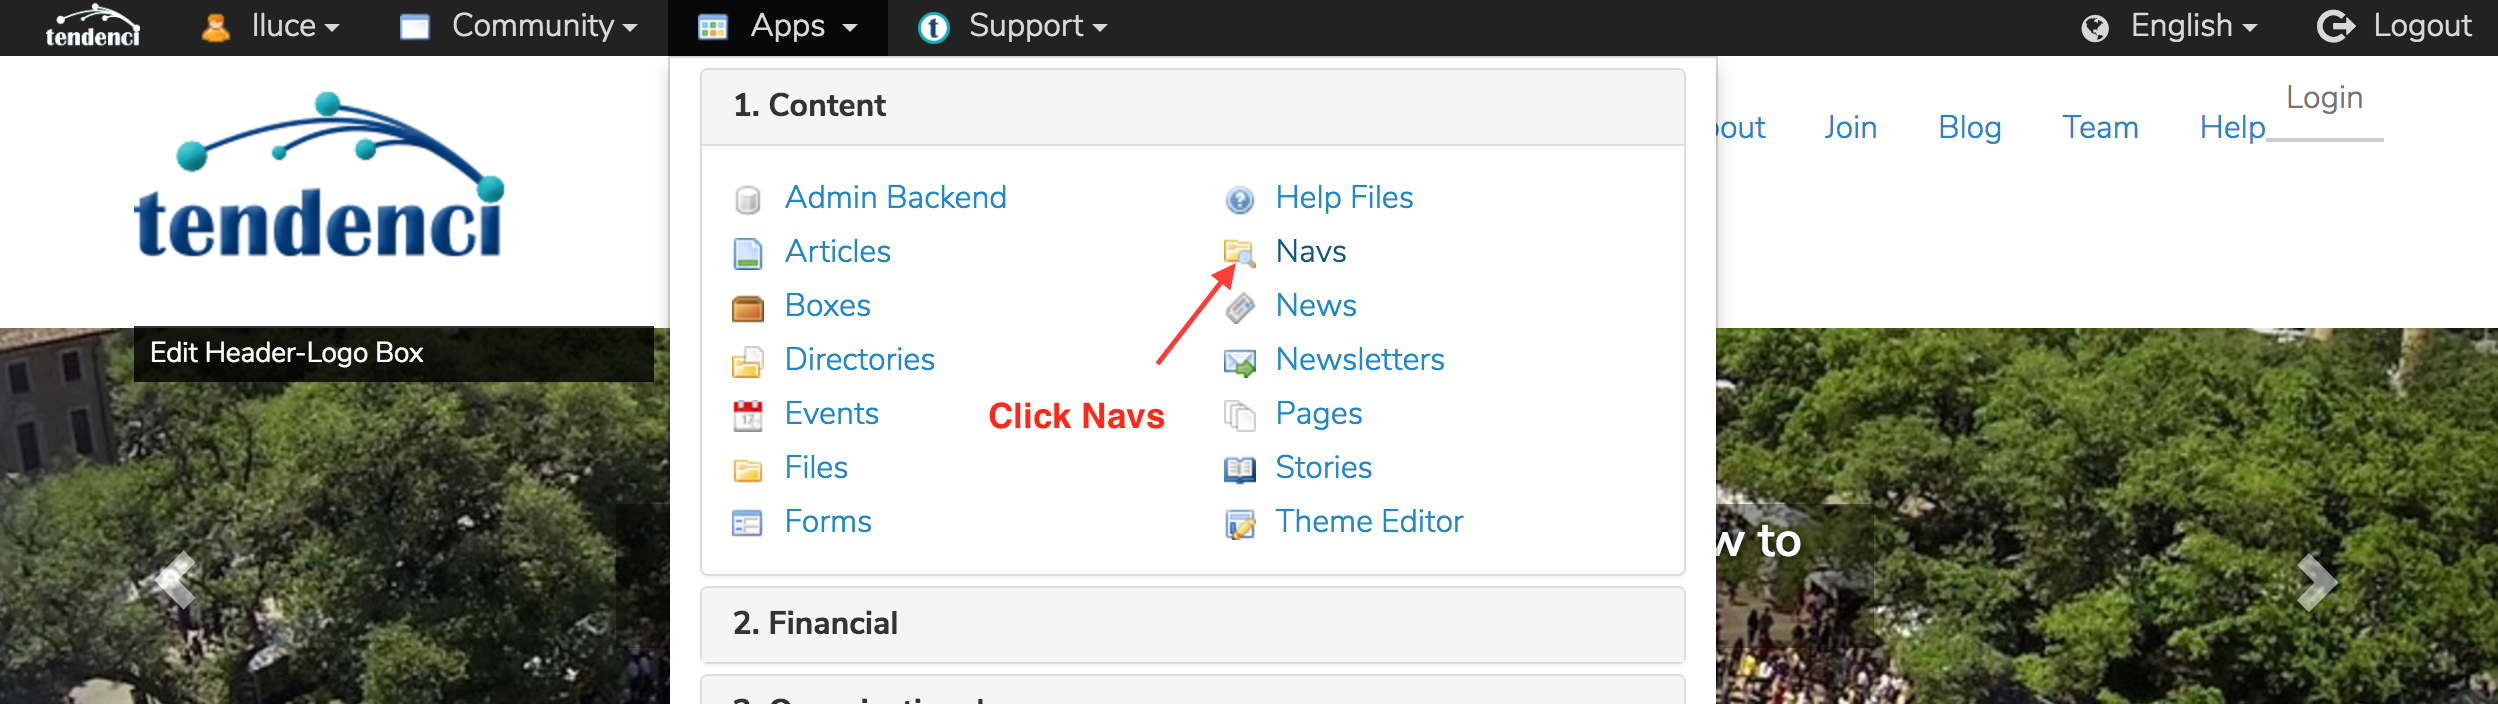 tendenci
lluce
Community
Apps
Support
English
Logout
tendenci
1. Content
Login
Join
Blog
Team
Help
Admin Backend
Help Files
Articles
Navs
Boxes
News
Edit Header-Logo Box
Directories
Newsletters
Events
Click Navs
Pages
Files
Stories
Forms
Theme Editor
to
2. Financial